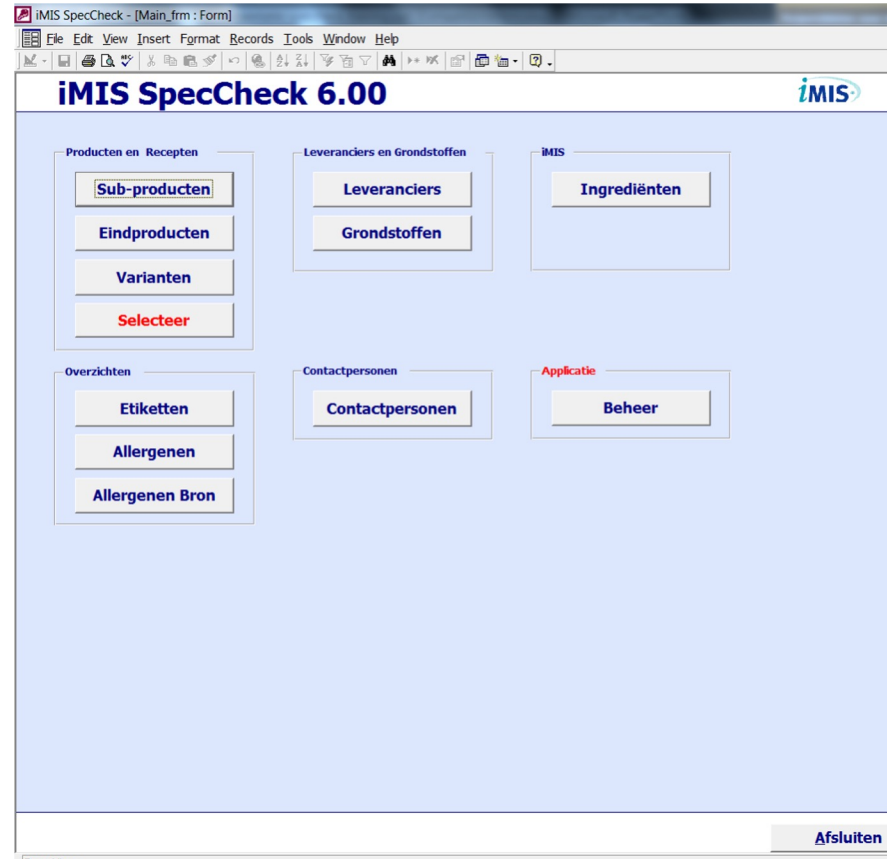 iMIS SpecCheck - [Main_frm : Form]
File Edit View Insert Format Records Tools Window Help
iMIS SpecCheck 6.00
iMIS
Producten en Recepten
Sub-producten
Eindproducten
Varianten
Selecteer
Leveranciers en Grondstoffen
Leveranciers
Grondstoffen
iMIS
Ingrediënten
Overzichten
Etiketten
Allergenen
Allergenen Bron
Contactpersonen
Contactpersonen
Applicatie
Beheer
Afsluiten